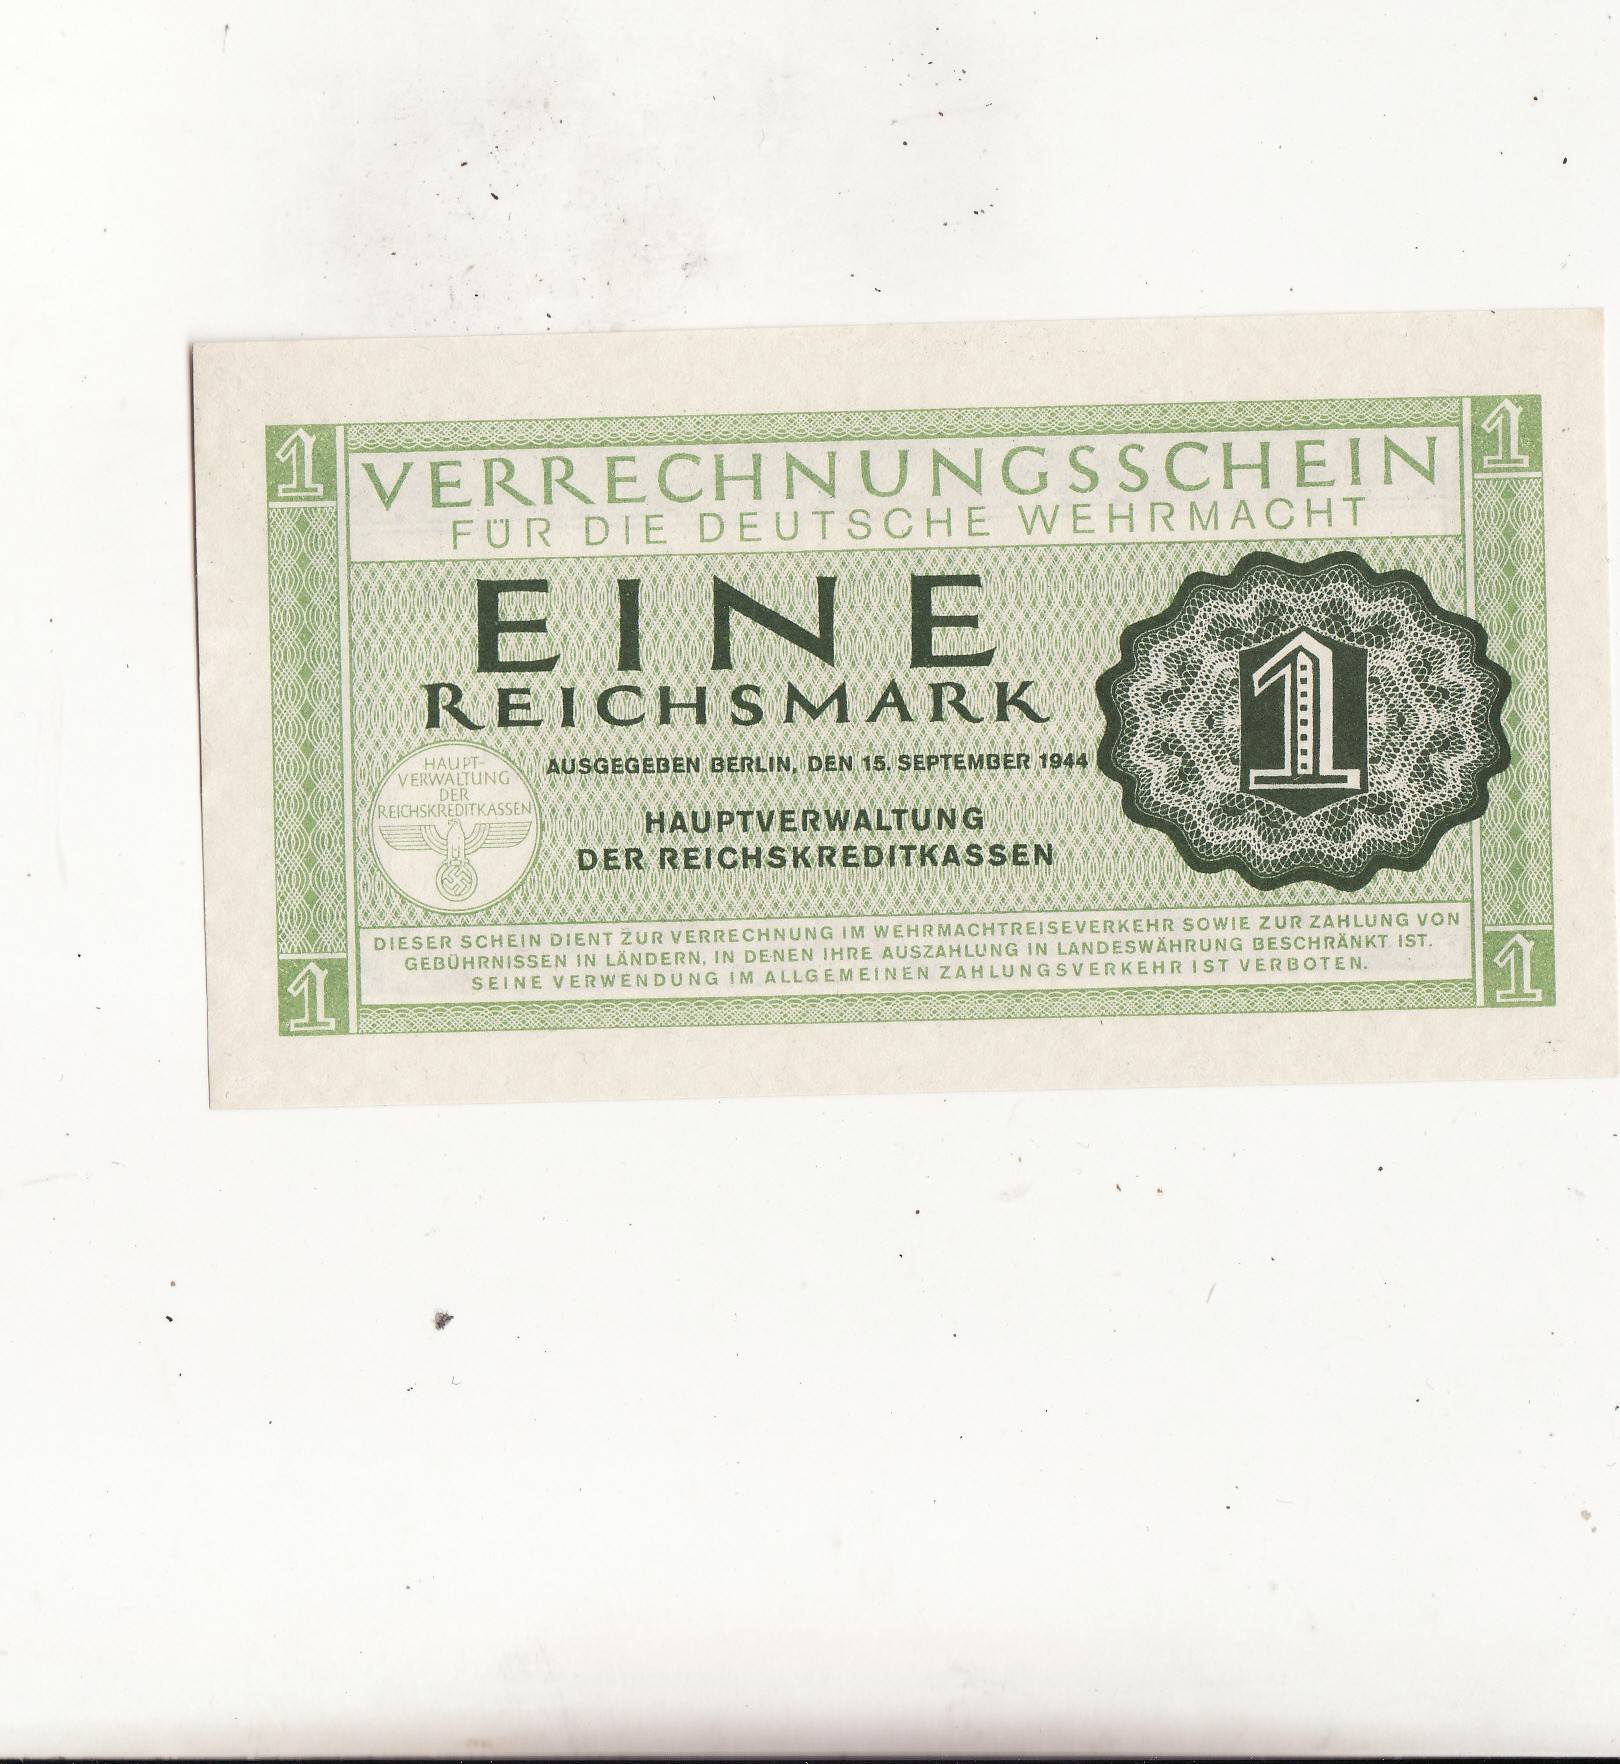 1
1
VERRECHNUNGSSCHEIN
FÜR DIE DEUTSCHE WEHRMACHT
EINE
REICHSMARK
1
AUSGEGEBEN BERLIN, DEN 15. SEPTEMBER 1944
HAUPT-
VERWALTUNG
DER
REICHSKREDITKASSEN
HAUPTVERWALTUNG
DER REICHSKREDITKASSEN
DIESER SCHEIN DIENT ZUR VERRECHNUNG IM WEHRMACHTREISEVERKEHR SOWIE ZUR ZAHLUNG VON
GEBÜHRNISSEN IN LÄNDERN, IN DENEN IHRE AUSZAHLUNG IN LANDESWÄHRUNG BESCHRÄNKT IST.
SEINE VERWENDUNG IM ALLGEMEINEN ZAHLUNGSVERKEHR IST VERBOTEN.
1
1